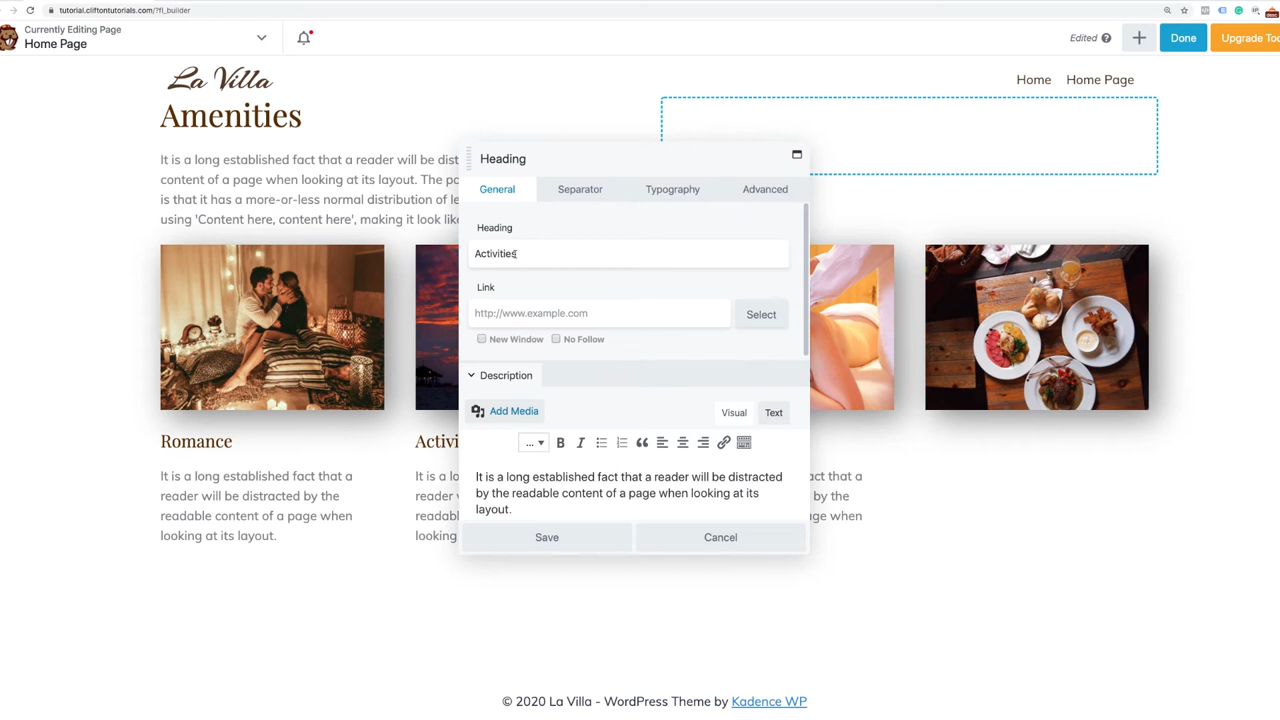 tutorial.cliftontutorials.com/?fl_builder
Currently Editing Page
Home Page
Edited
Done
Upgrade Too
La Villa
Home
Home Page
Amenities
It is a long established fact that a reader will be dist
content of a page when looking at its layout. The po
is that it has a more-or-less normal distribution of le
using 'Content here, content here', making it look like
Heading
General
Separator
Typography
Advanced
Heading
Activities
Link
http://www.example.com
Select
New Window
No Follow
Description
Add Media
Visual
Text
...
B
I
It is a long established fact that a reader will be distracted
by the readable content of a page when looking at its
layout.
Save
Cancel
Romance
It is a long established fact that a
reader will be distracted by the
readable content of a page when
looking at its layout.
Activi
It is a lo
reader w
readabl
looking
act that a
by the
ge when
© 2020 La Villa - WordPress Theme by Kadence WP